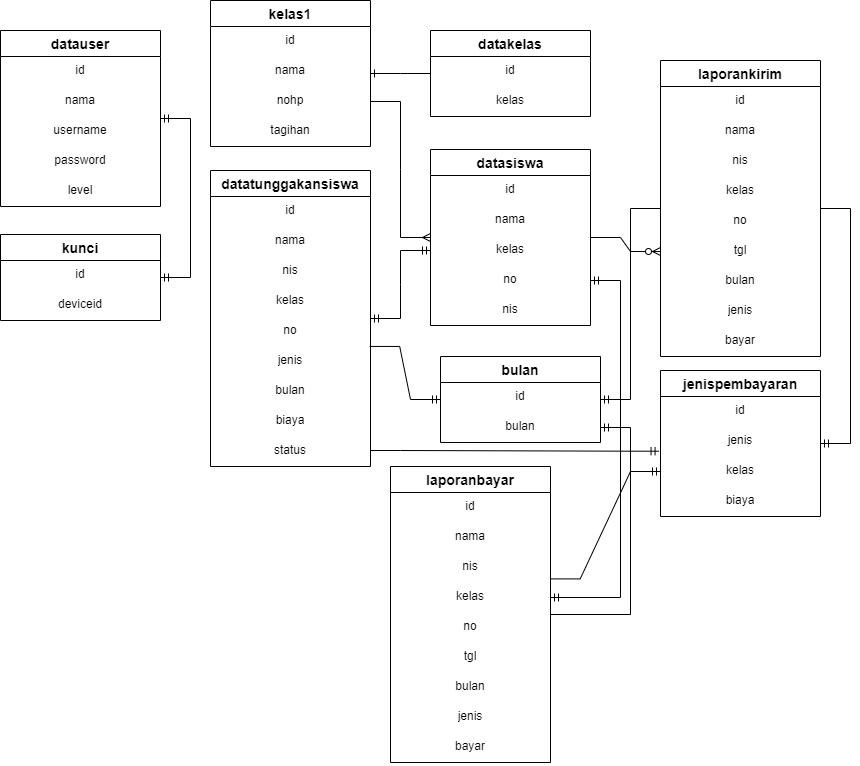 datauser
id
nama
username
password
level
kunci
id
deviceid
kelas1
id
nama
nohp
tagihan
datatunggakansiswa
id
nama
nis
kelas
no
jenis
bulan
biaya
status
datakelas
id
kelas
datasiswa
id
nama
kelas
no
nis
bulan
id
bulan
laporanbayar
id
nama
nis
kelas
no
tgl
bulan
jenis
bayar
laporankirim
id
nama
nis
kelas
no
tgl
bulan
jenis
bayar
jenispembayaran
id
jenis
kelas
biaya